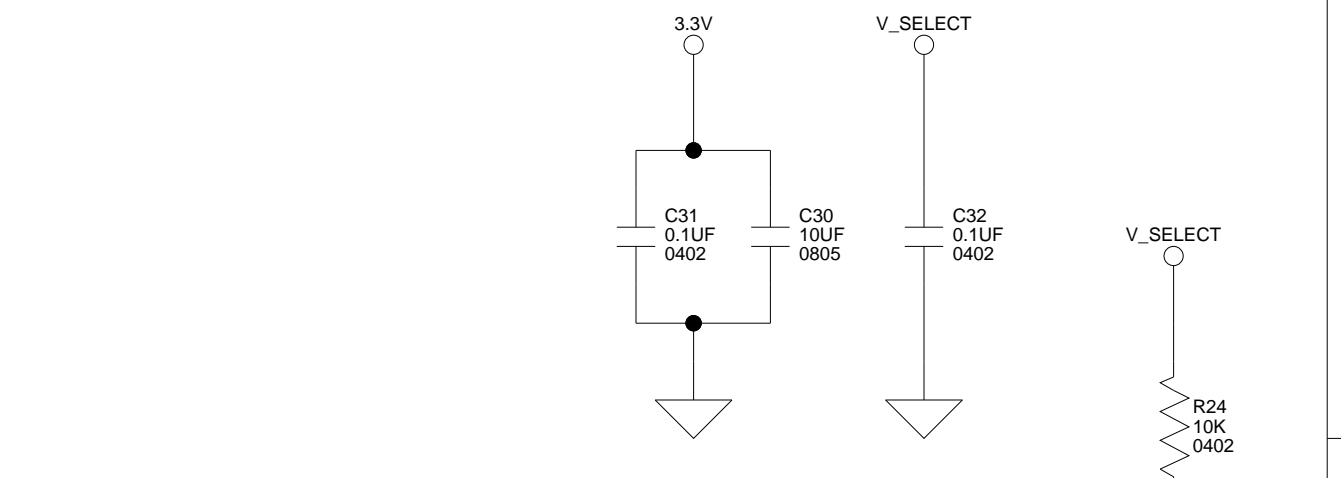 3.3V
V_SELECT
C31
0.1UF
0402
C30
10UF
0805
C32
0.1UF
0402
V_SELECT
R24
10K
0402